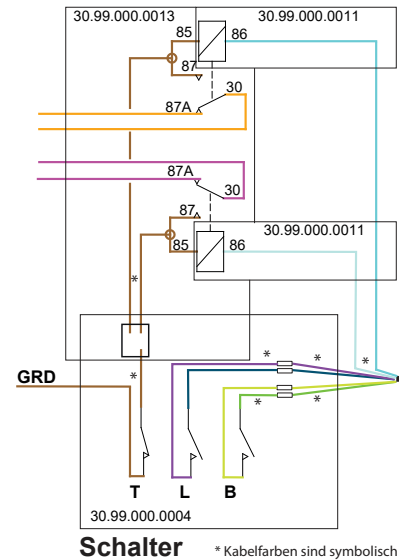 30.99.000.0013
30.99.000.0011
85
86
87
30
87A
87A
30
87
30.99.000.0011
85
86
*
*
*
*
*
GRD
*
*
T
L
B
30.99.000.0004
Schalter
* Kabelfarben sind symbolisch